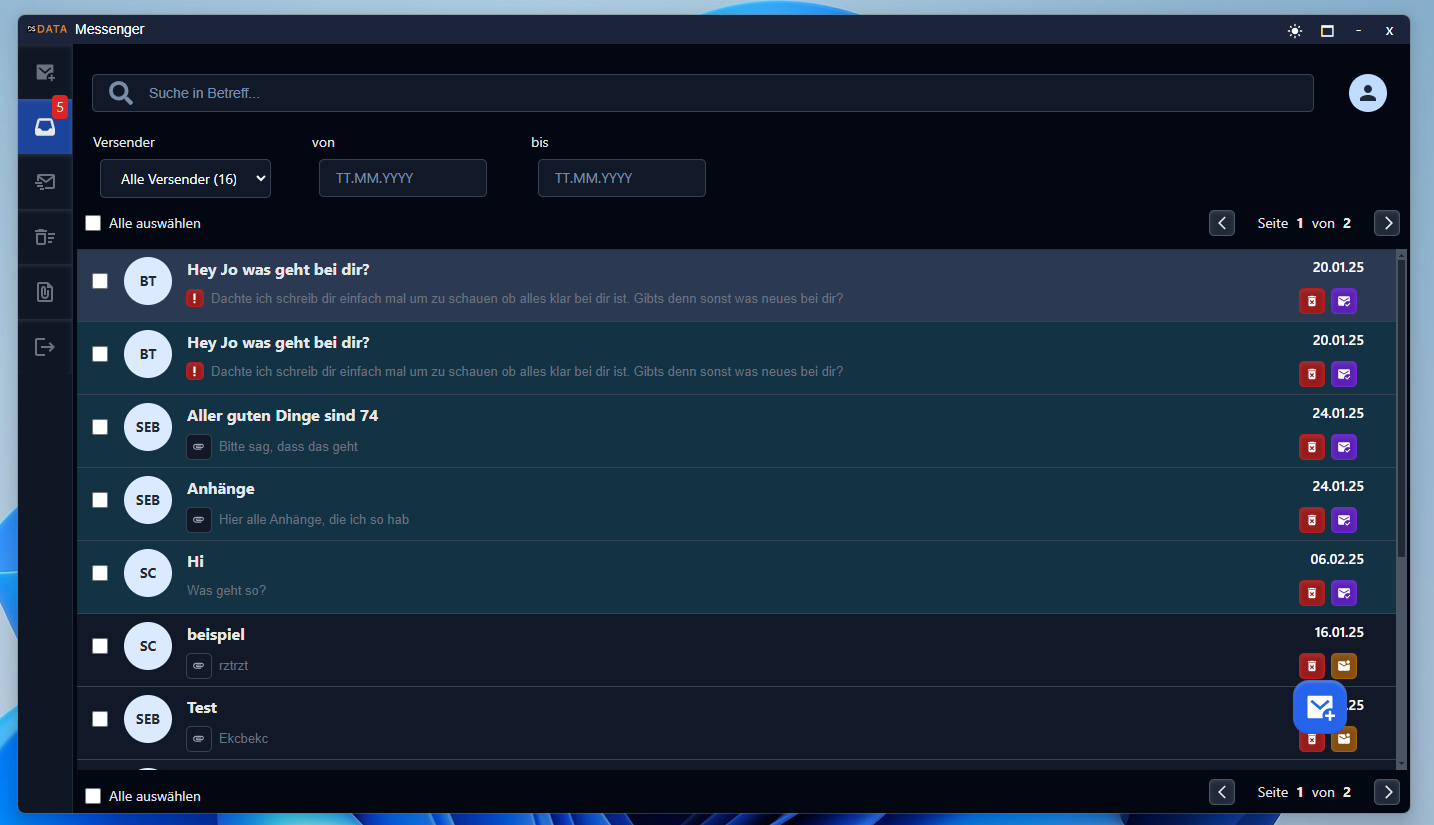 DATA Messenger
- x
5
Suche in Betreff...
Versender von bis
Alle Versender (16) TT.MM.YYYY TT.MM.YYYY
Alle auswählen Seite 1 von 2
BT Hey Jo was geht bei dir? 20.01.25
! Dachte ich schreib dir einfach mal um zu schauen ob alles klar bei dir ist. Gibts denn sonst was neues bei dir?
BT Hey Jo was geht bei dir? 20.01.25
! Dachte ich schreib dir einfach mal um zu schauen ob alles klar bei dir ist. Gibts denn sonst was neues bei dir?
SEB Aller guten Dinge sind 74 24.01.25
Bitte sag, dass das geht
SEB Anhänge 24.01.25
Hier alle Anhänge, die ich so hab
SC Hi 06.02.25
Was geht so?
SC beispiel 16.01.25
rztrzt
SEB Test .25
Ekcbekc
Alle auswählen Seite 1 von 2